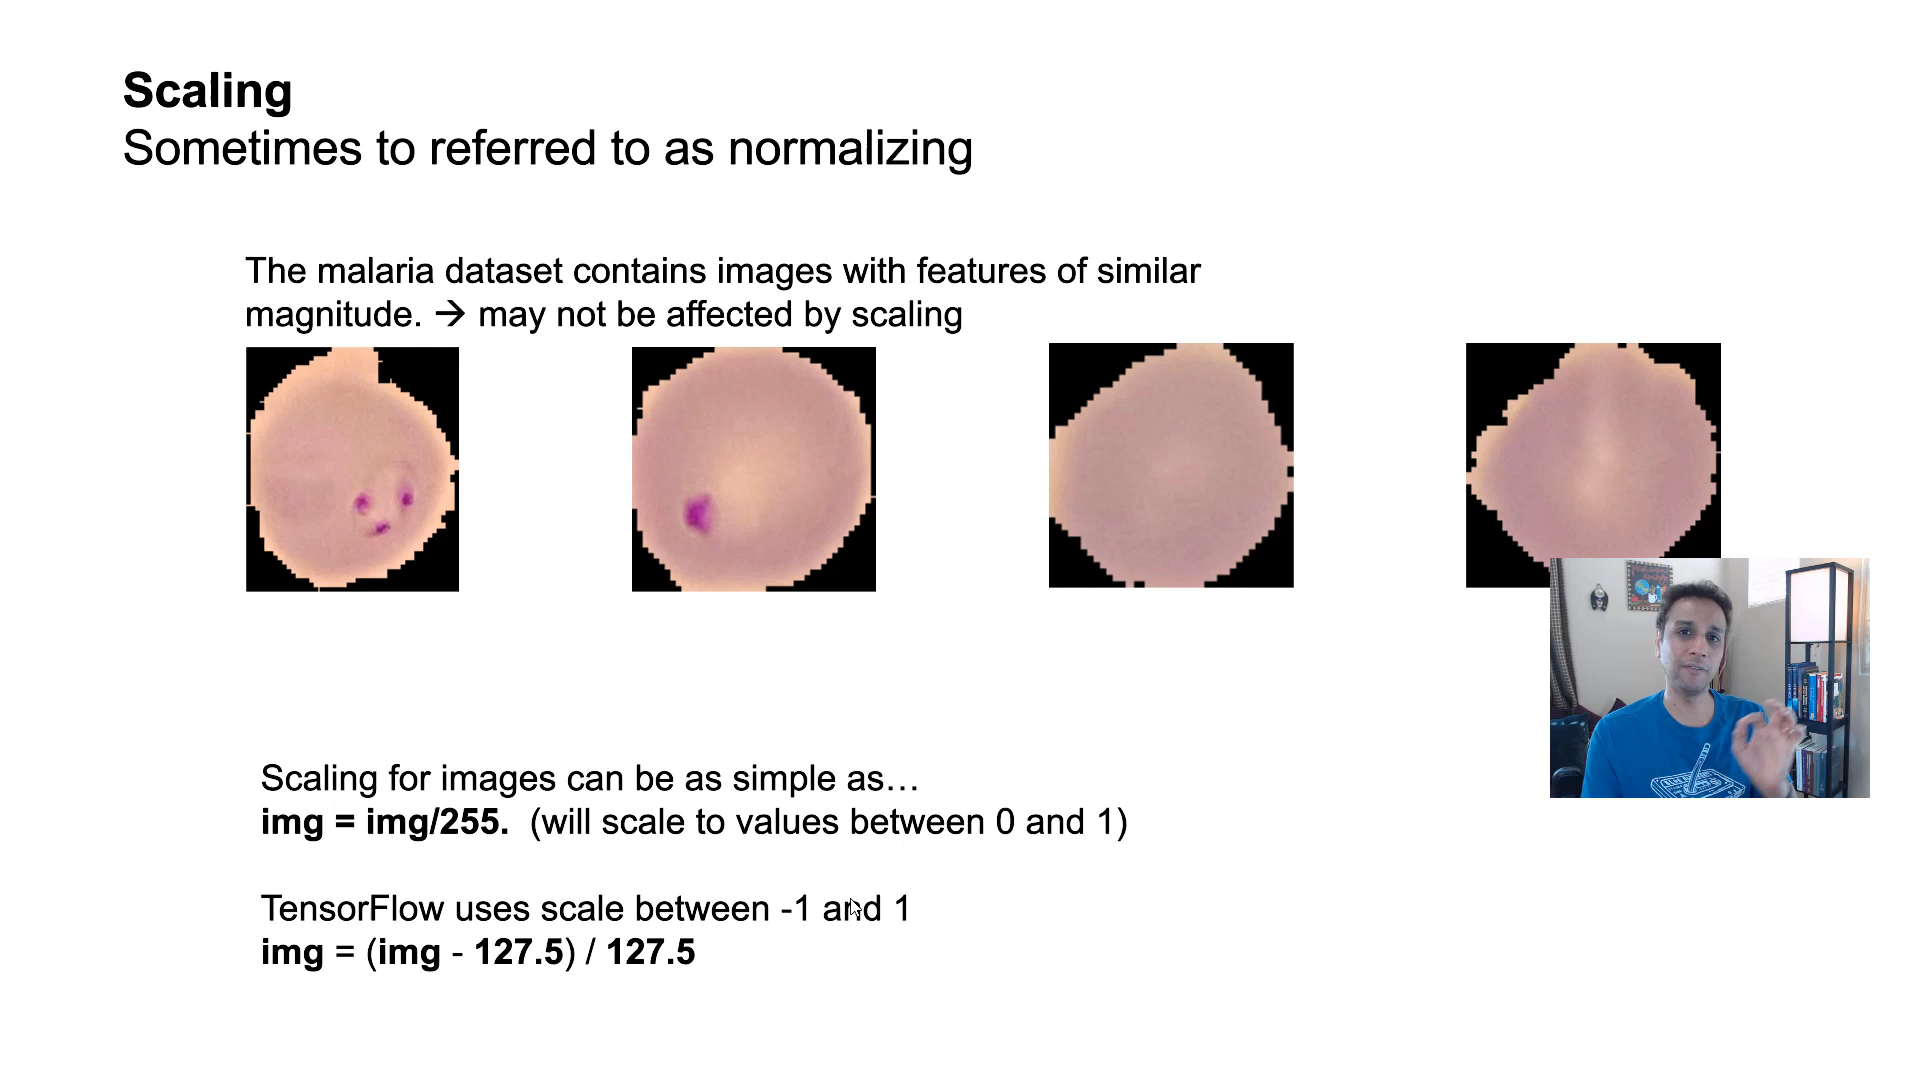 Scaling
Sometimes to referred to as normalizing
The malaria dataset contains images with features of similar
magnitude. → may not be affected by scaling
Scaling for images can be as simple as…
img = img/255. (will scale to values between 0 and 1)
TensorFlow uses scale between -1 and 1
img = (img - 127.5) / 127.5